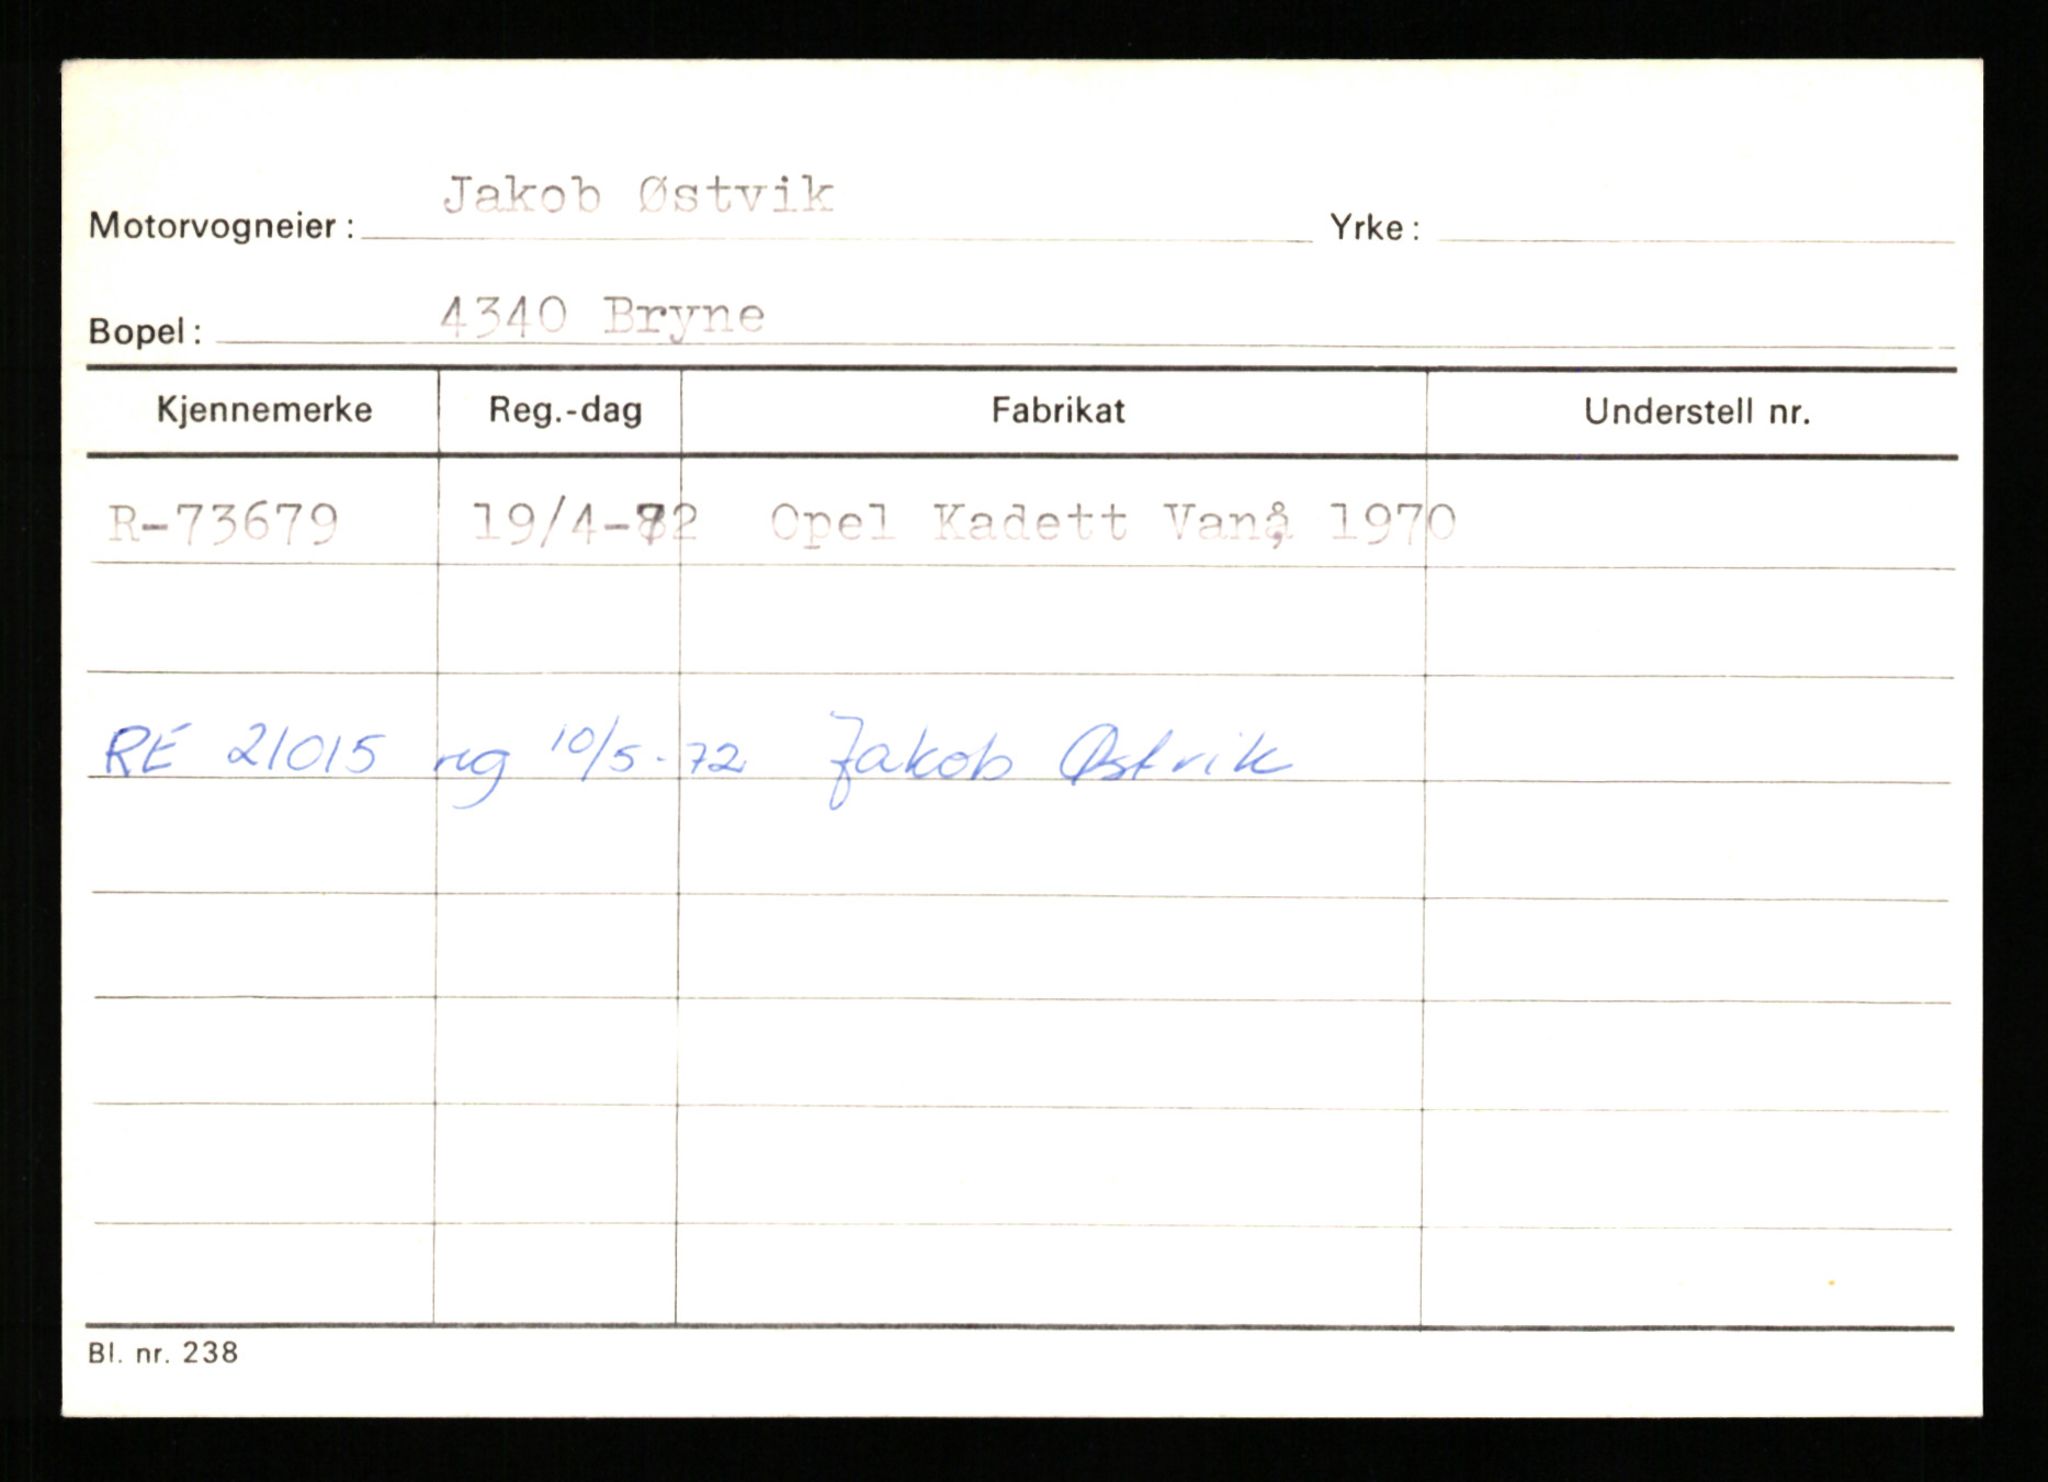 Motorvogneier: Jakob Østvik Yrke:
Bopel: 4340 Bryne
Kjennemerke Reg.-dag Fabrikat Understell nr.
R-73679 19/4-72 Opel Kadett Van, 1970
RE 21015 reg 10/5-72 Jakob Østvik
Bl. nr. 238